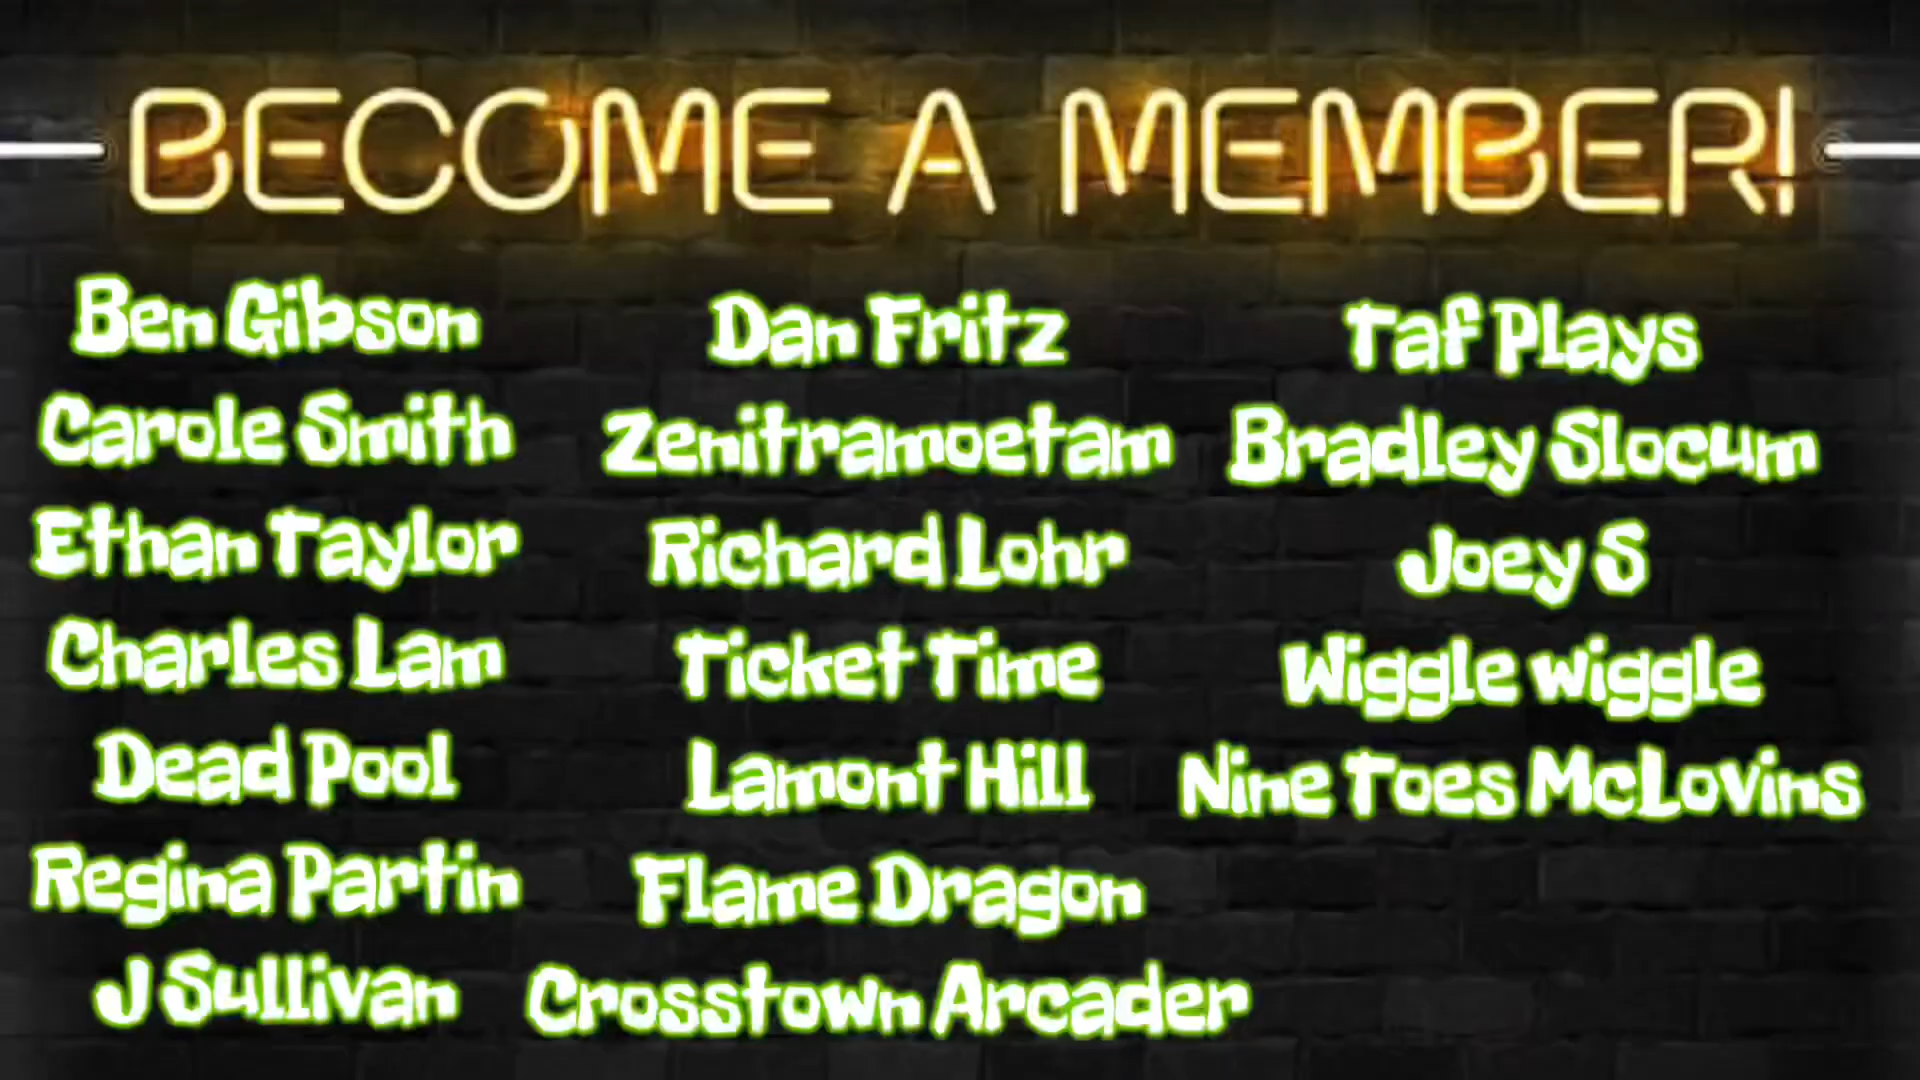 BECOME A MEMBER!
Ben Gibson
Carole Smith
Ethan Taylor
Charles Lam
Dead Pool
Regina Partin
J Sullivan
Dan Fritz
Zenitramoetam
Richard Lohr
Ticket Time
Lamont Hill
Flame Dragon
Crosstown Arcader
Taf Plays
Bradley Slocum
Joey S
Wiggle wiggle
Nine Toes McLovins